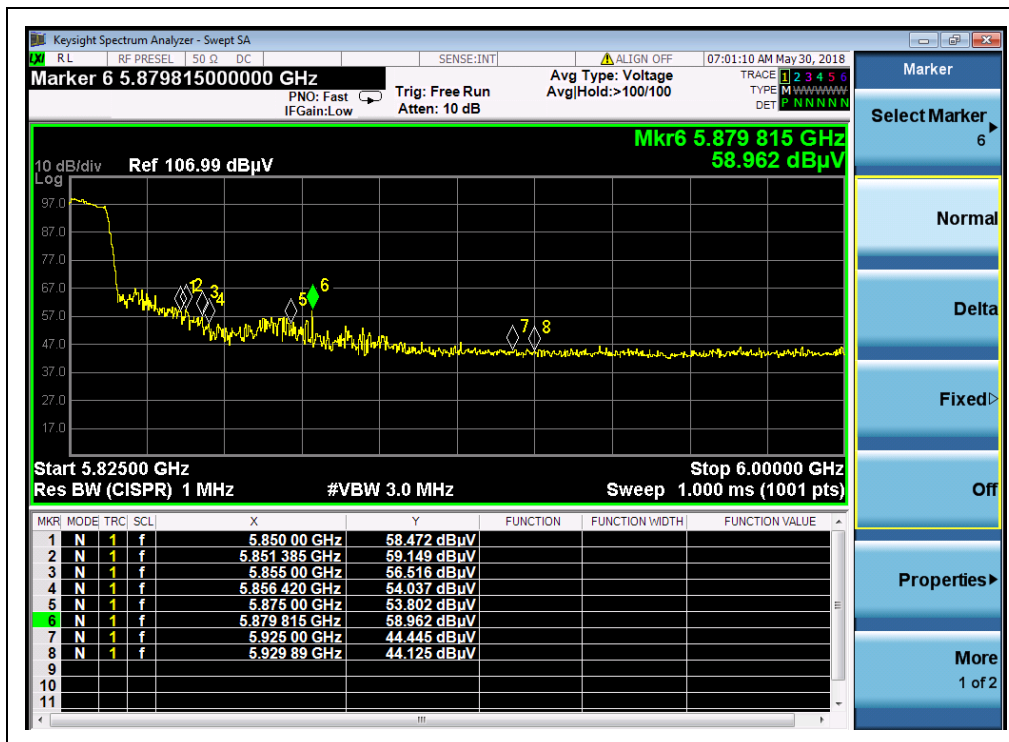 Keysight Spectrum Analyzer - Swept SA
LXI RL RF PRESEL 50 Ω DC SENSE:INT ALIGN OFF 07:01:10 AM May 30, 2018
Marker 6 5.879815000000 GHz
PNO: Fast
IFGain:Low
Trig: Free Run
Atten: 10 dB
Avg Type: Voltage
Avg|Hold:>100/100
TRACE 1 2 3 4 5 6
TYPE M WWWWW
DET P N N N N N
Mkr6 5.879 815 GHz
58.962 dBµV
10 dB/div Ref 106.99 dBµV
Log
97.0
87.0
77.0
67.0
57.0
47.0
37.0
27.0
17.0
2 3 4 5 6 7 8
Start 5.82500 GHz Stop 6.00000 GHz
Res BW (CISPR) 1 MHz #VBW 3.0 MHz Sweep 1.000 ms (1001 pts)
MKR MODE TRC SCL X Y FUNCTION FUNCTION WIDTH FUNCTION VALUE
1 N 1 f 5.850 00 GHz 58.472 dBµV
2 N 1 f 5.851 385 GHz 59.149 dBµV
3 N 1 f 5.855 00 GHz 56.516 dBµV
4 N 1 f 5.856 420 GHz 54.037 dBµV
5 N 1 f 5.875 00 GHz 53.802 dBµV
6 N 1 f 5.879 815 GHz 58.962 dBµV
7 N 1 f 5.925 00 GHz 44.445 dBµV
8 N 1 f 5.929 89 GHz 44.125 dBµV
9
10
11
Marker
Select Marker
6
Normal
Delta
Fixed
Off
Properties
More
1 of 2